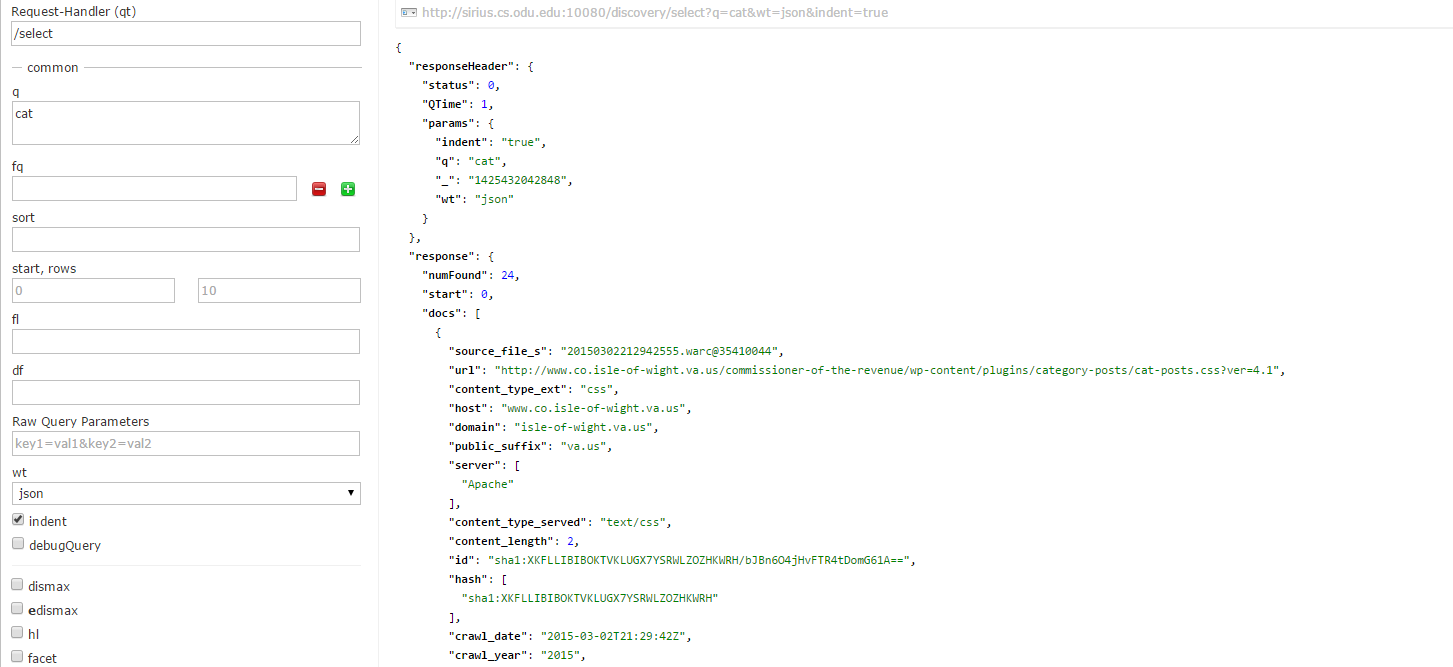 Request-Handler (qt)
/select
common
q
cat
fq
sort
start, rows
0 10
fl
df
Raw Query Parameters
key1=val1&key2=val2
wt
json
indent
debugQuery
dismax
edismax
hl
facet
http://sirius.cs.odu.edu:10080/discovery/select?q=cat&wt=json&indent=true
{
"responseHeader": {
"status": 0,
"QTime": 1,
"params": {
"indent": "true",
"q": "cat",
"_": "1425432042848",
"wt": "json"
}
},
"response": {
"numFound": 24,
"start": 0,
"docs": [
{
"source_file_s": "20150302212942555.warc@35410044",
"url": "http://www.co.isle-of-wight.va.us/commissioner-of-the-revenue/wp-content/plugins/category-posts/cat-posts.css?ver=4.1",
"content_type_ext": "css",
"host": "www.co.isle-of-wight.va.us",
"domain": "isle-of-wight.va.us",
"public_suffix": "va.us",
"server": [
"Apache"
],
"content_type_served": "text/css",
"content_length": 2,
"id": "sha1:XKFLLIBIBOKTVKLUGX7YSRWLZOZHKWRH/bJBn6O4jHvFTR4tDomG61A==",
"hash": [
"sha1:XKFLLIBIBOKTVKLUGX7YSRWLZOZHKWRH"
],
"crawl_date": "2015-03-02T21:29:42Z",
"crawl_year": "2015",